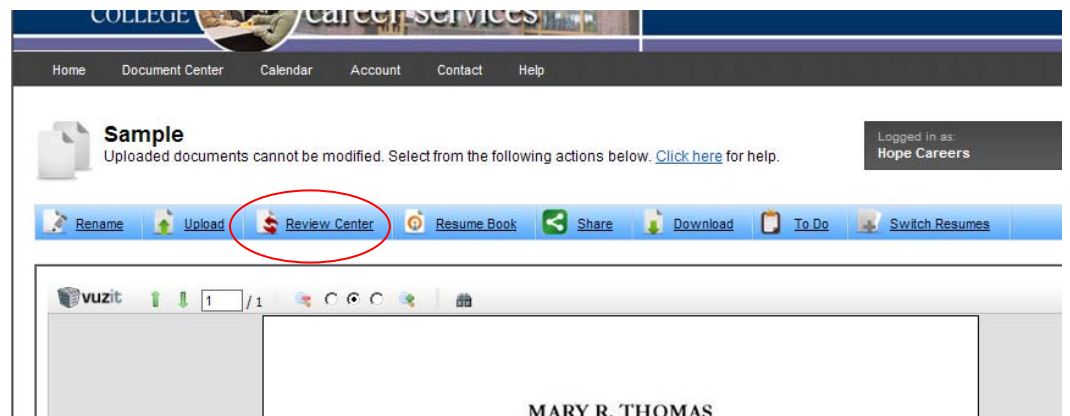 COLLEGE career services
Home Document Center Calendar Account Contact Help
Sample
Uploaded documents cannot be modified. Select from the following actions below. Click here for help.
Logged in as:
Hope Careers
Rename Upload Review Center Resume Book Share Download To Do Switch Resumes
vuzit 1 / 1
MARY R. THOMAS